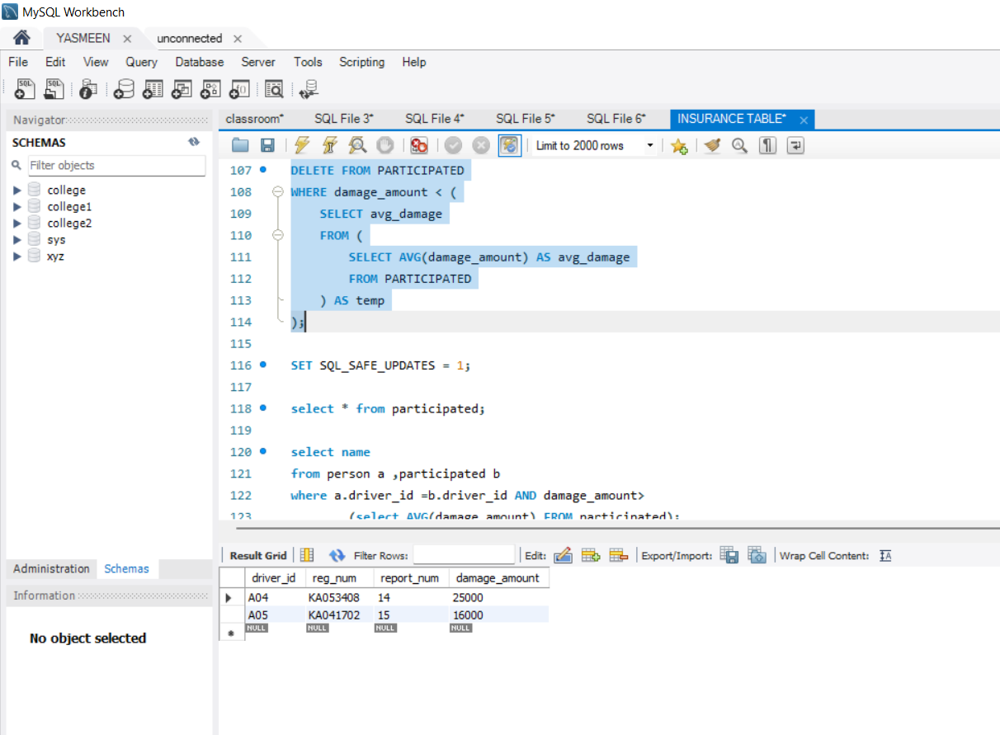 MySQL Workbench
YASMEEN
unconnected
File Edit View Query Database Server Tools Scripting Help
Navigator
SCHEMAS
Filter objects
college
college1
college2
sys
xyz
Administration Schemas
Information
No object selected
classroom* SQL File 3* SQL File 4* SQL File 5* SQL File 6* INSURANCE TABLE*
Limit to 2000 rows
107 DELETE FROM PARTICIPATED
108 WHERE damage_amount < (
109 SELECT avg_damage
110 FROM (
111 SELECT AVG(damage_amount) AS avg_damage
112 FROM PARTICIPATED
113 ) AS temp
114 );
115
116 SET SQL_SAFE_UPDATES = 1;
117
118 select * from participated;
119
120 select name
121 from person a ,participated b
122 where a.driver_id =b.driver_id AND damage_amount>
123 (select AVG(damage_amount) FROM participated);
Result Grid Filter Rows: Edit: Export/Import: Wrap Cell Content:
driver_id reg_num report_num damage_amount
A04 KA053408 14 25000
A05 KA041702 15 16000
NULL NULL NULL NULL